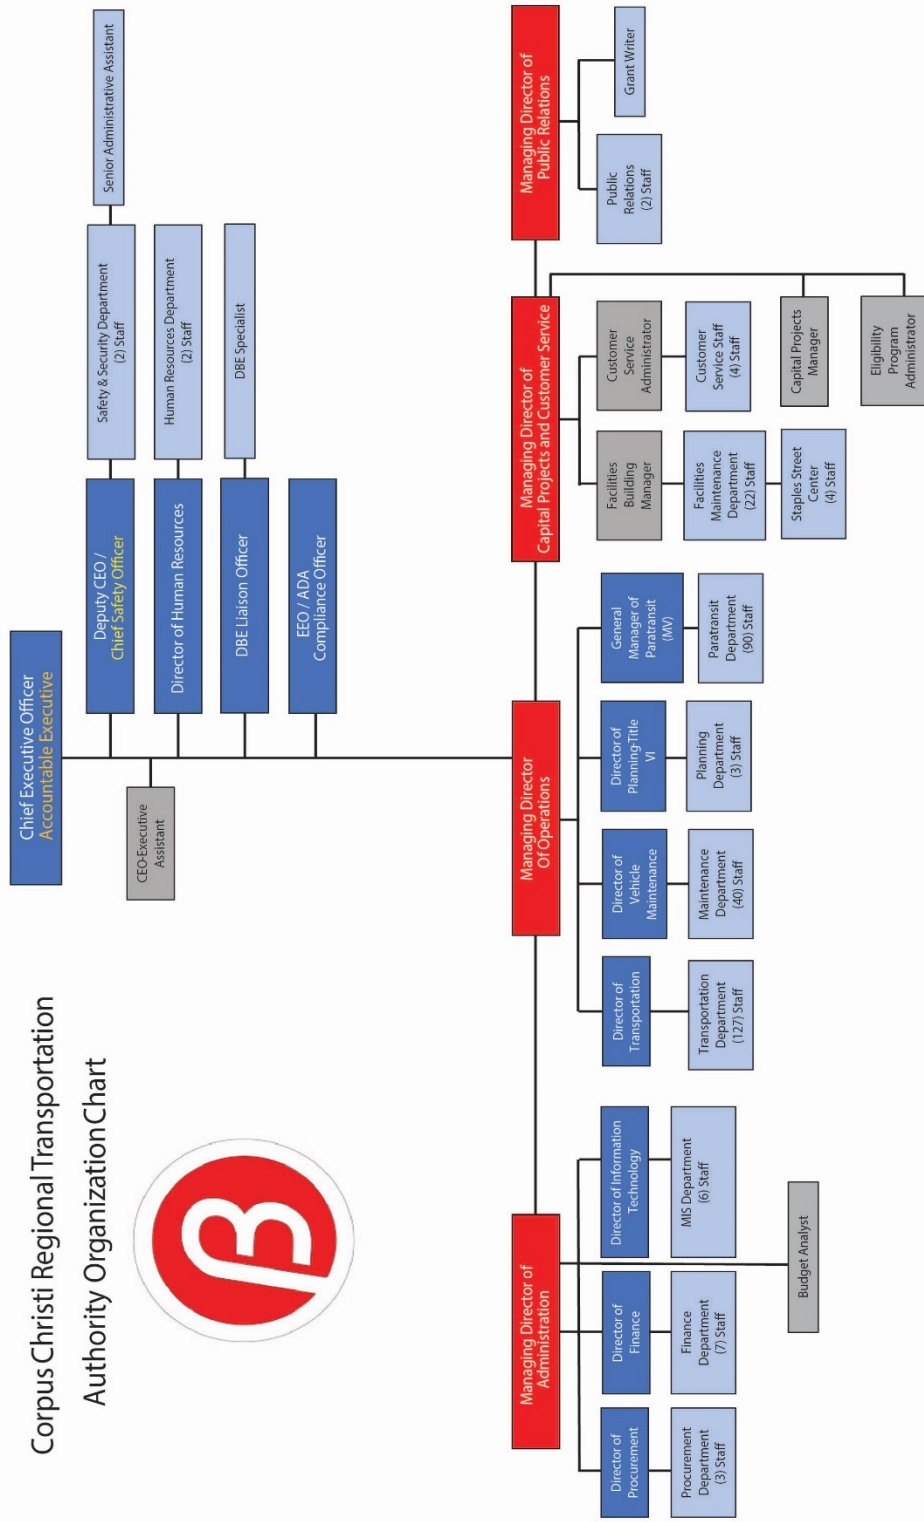 Corpus Christi Regional Transportation
Authority Organization Chart
Chief Executive Officer
Accountable Executive
CEO-Executive
Assistant
Deputy CEO /
Chief Safety Officer
Safety & Security Department
(2) Staff
Senior Administrative Assistant
Director of Human Resources
Human Resources Department
(2) Staff
DBE Liaison Officer
DBE Specialist
EEO / ADA
Compliance Officer
Managing Director of
Administration
Managing Director
Of Operations
Managing Director of
Capital Projects and Customer Service
Managing Director of
Public Relations
Director of
Procurement
Procurement
Department
(3) Staff
Director of
Finance
Finance
Department
(7) Staff
Director of Information
Technology
MIS Department
(6) Staff
Budget Analyst
Director of
Transportation
Transportation
Department
(127) Staff
Director of
Vehicle
Maintenance
Maintenance
Department
(40) Staff
Director of
Planning-Title
VI
Planning
Department
(3) Staff
General
Manager of
Paratransit
(MV)
Paratransit
Department
(90) Staff
Facilities
Building
Manager
Facilities
Maintenance
Department
(22) Staff
Staples Street
Center
(4) Staff
Customer
Service
Administrator
Customer
Service Staff
(4) Staff
Capital Projects
Manager
Eligibility
Program
Administrator
Public
Relations
(2) Staff
Grant Writer